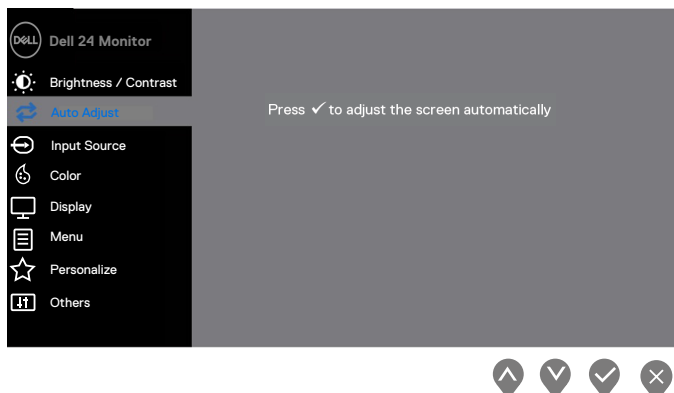 DELL
Dell 24 Monitor
Brightness / Contrast
Auto Adjust
Press ✓ to adjust the screen automatically
Input Source
Color
Display
Menu
Personalize
Others